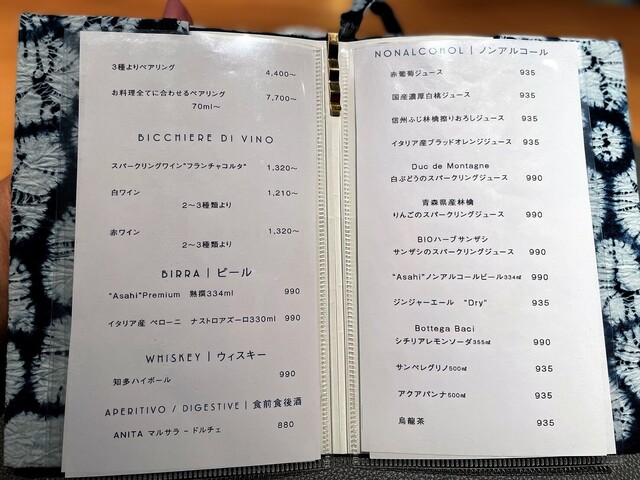 3種よりペアリング 4,400~
お料理全てに合わせるペアリング 7,700~
70ml~
BICCHIERE DI VINO
スパークリングワイン"フランチャコルタ" 1,320~
白ワイン 1,210~
2~3種類より
赤ワイン 1,320~
2~3種類より
BIRRA | ビール
"Asahi"Premium 熟撰334ml 990
イタリア産 ペローニ ナストロアズーロ330ml 990
WHISKEY | ウィスキー
知多ハイボール 990
APERITIVO / DIGESTIVE | 食前食後酒
ANITA マルサラ - ドルチェ 880
NONALCOHOL | ノンアルコール
赤葡萄ジュース 935
国産濃厚白桃ジュース 935
信州ふじ林檎擦りおろしジュース 935
イタリア産ブラッドオレンジジュース 935
Duc de Montagne
白ぶどうのスパークリングジュース 990
青森県産林檎
りんごのスパークリングジュース 990
BIOハーブサンザシ
サンザシのスパークリングジュース 990
"Asahi"ノンアルコールビール334ml 990
ジンジャーエール "Dry" 935
Bottega Baci
シチリアレモンソーダ355ml 990
サンペレグリノ500ml 935
アクアパンナ500ml 935
烏龍茶 935